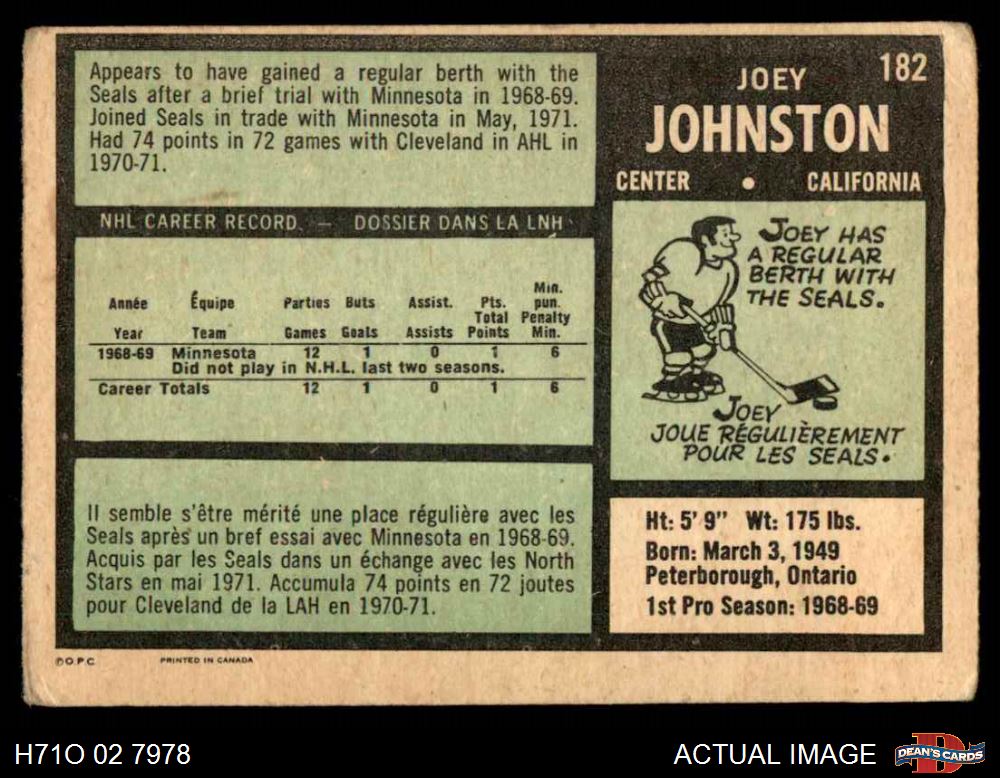 Appears to have gained a regular berth with the
Seals after a brief trial with Minnesota in 1968-69.
Joined Seals in trade with Minnesota in May, 1971.
Had 74 points in 72 games with Cleveland in AHL in
1970-71.
NHL CAREER RECORD. — DOSSIER DANS LA LNH
Année Équipe Parties Buts Assist. Pts. Total Min. pun.
Year Team Games Goals Assists Points Penalty Min.
1968-69 Minnesota 12 1 0 1 6
Did not play in N.H.L. last two seasons.
Career Totals 12 1 0 1 6
Il semble s'être mérité une place régulière avec les
Seals après un bref essai avec Minnesota en 1968-69.
Acquis par les Seals dans un échange avec les North
Stars en mai 1971. Accumula 74 points en 72 joutes
pour Cleveland de la LAH en 1970-71.
182
JOEY
JOHNSTON
CENTER • CALIFORNIA
JOEY HAS
A REGULAR
BERTH WITH
THE SEALS.
JOEY
JOUE RÉGULIÈREMENT
POUR LES SEALS.
Ht: 5' 9" Wt: 175 lbs.
Born: March 3, 1949
Peterborough, Ontario
1st Pro Season: 1968-69
©O.P.C. PRINTED IN CANADA
H71O 02 7978
ACTUAL IMAGE
DEAN'S CARDS